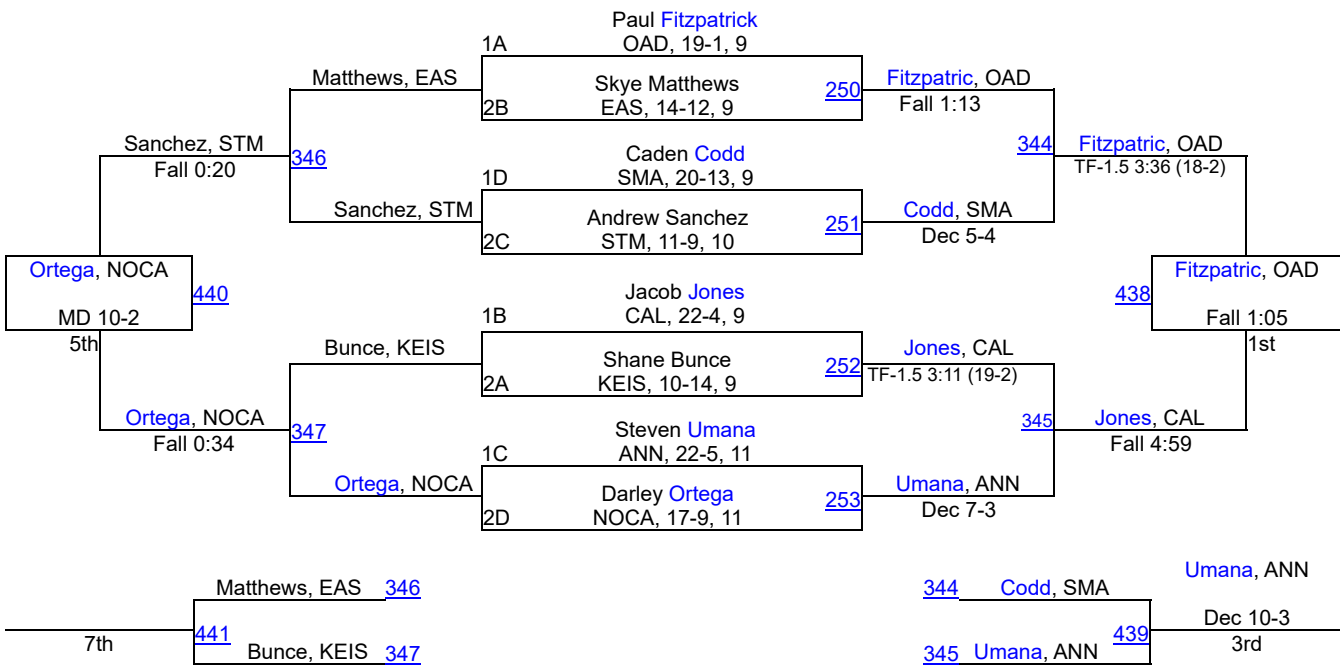 Paul Fitzpatrick
1A
OAD, 19-1, 9
Matthews, EAS
Skye Matthews
250
Fitzpatric, OAD
2B
EAS, 14-12, 9
Fall 1:13
Sanchez, STM
346
Fall 0:20
Caden Codd
344
Fitzpatric, OAD
1D
SMA, 20-13, 9
TF-1.5 3:36 (18-2)
Sanchez, STM
Andrew Sanchez
251
Codd, SMA
2C
STM, 11-9, 10
Dec 5-4
Ortega, NOCA
440
MD 10-2
5th
Jacob Jones
438
Fitzpatric, OAD
1B
CAL, 22-4, 9
Fall 1:05
1st
Bunce, KEIS
Shane Bunce
252
Jones, CAL
2A
KEIS, 10-14, 9
TF-1.5 3:11 (19-2)
Ortega, NOCA
347
Fall 0:34
Steven Umana
345
Jones, CAL
1C
ANN, 22-5, 11
Fall 4:59
Ortega, NOCA
Darley Ortega
253
Umana, ANN
2D
NOCA, 17-9, 11
Dec 7-3
Matthews, EAS 346
441
7th
Bunce, KEIS 347
344 Codd, SMA
Umana, ANN
439
Dec 10-3
3rd
345 Umana, ANN